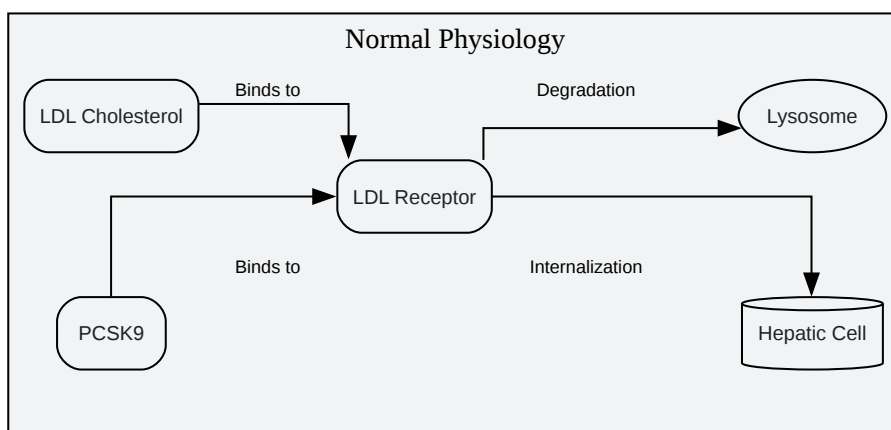 Normal Physiology
Binds to
Degradation
LDL Cholesterol
Lysosome
LDL Receptor
Binds to
Internalization
PCSK9
Hepatic Cell